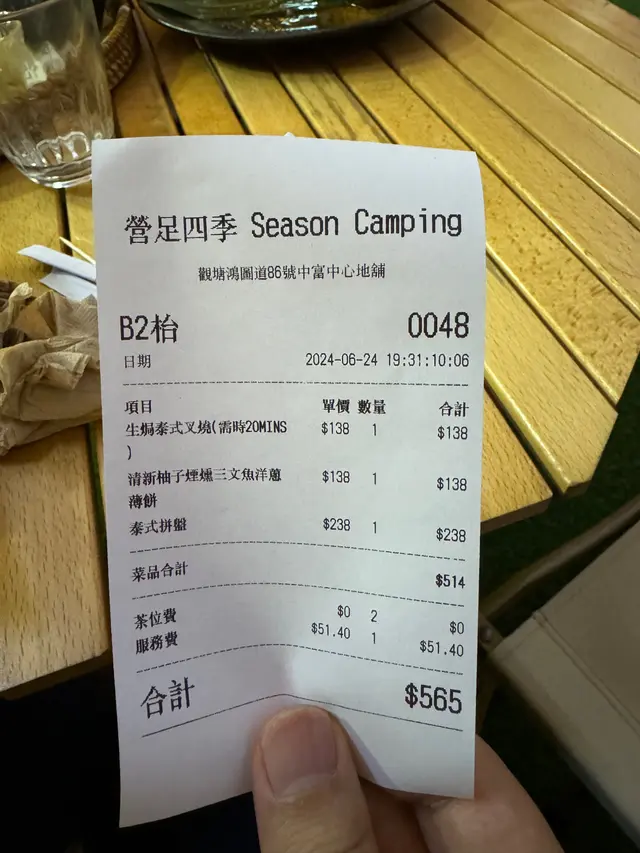 營足四季 Season Camping
觀塘鴻圖道86號中富中心地舖
B2枱 0048
日期 2024-06-24 19:31:10:06
項目 單價 數量 合計
生焗泰式叉燒(需時20MINS $138 1 $138
)
清新柚子煙燻三文魚洋蔥 $138 1 $138
薄餅
泰式拼盤 $238 1 $238
菜品合計 $514
茶位費 $0 2 $0
服務費 $51.40 1 $51.40
合計 $565